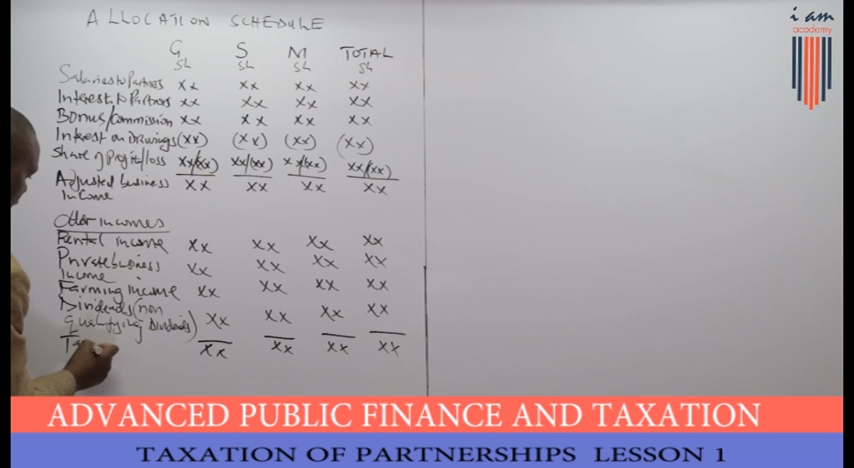 ALLOCATION SCHEDULE
G S M TOTAL
sh sh sh sh
Salaries to Partners xx xx xx xx
Interest to Partners xx xx xx xx
Bonus/Commission xx xx xx xx
Interest on Drawings (xx) (xx) (xx) (xx)
Share of Profit/loss xx/(xx) xx/(xx) xx/(xx) xx/(xx)
Adjusted business xx xx xx xx
Income
Other incomes
Rental income xx xx xx xx
Private business xx xx xx xx
Income
Farming income xx xx xx xx
Dividends (non
Qualifying Dividends) xx xx xx xx
Ta xx xx xx xx
i am
academy
ADVANCED PUBLIC FINANCE AND TAXATION
TAXATION OF PARTNERSHIPS LESSON 1